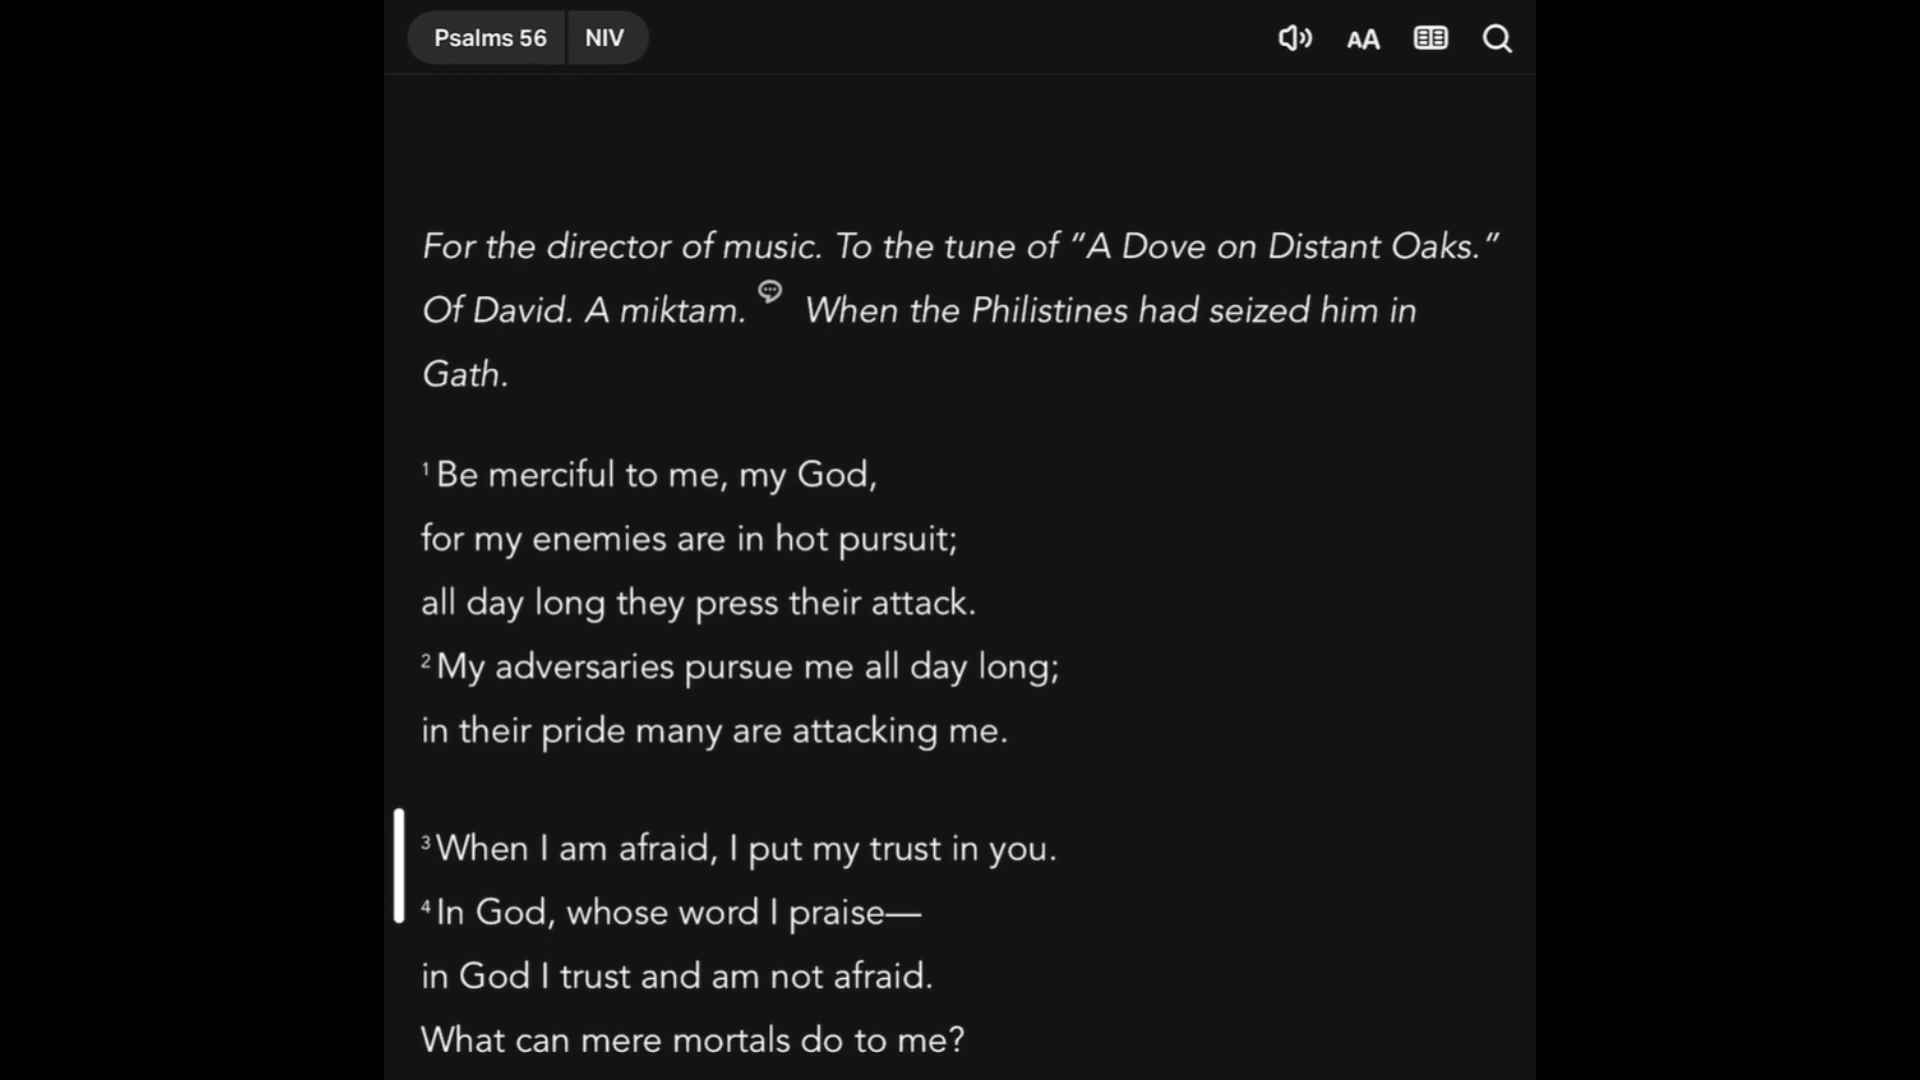 Psalms 56 NIV AA
For the director of music. To the tune of “A Dove on Distant Oaks.”
Of David. A miktam. When the Philistines had seized him in
Gath.
1 Be merciful to me, my God,
for my enemies are in hot pursuit;
all day long they press their attack.
2 My adversaries pursue me all day long;
in their pride many are attacking me.
3 When I am afraid, I put my trust in you.
4 In God, whose word I praise—
in God I trust and am not afraid.
What can mere mortals do to me?